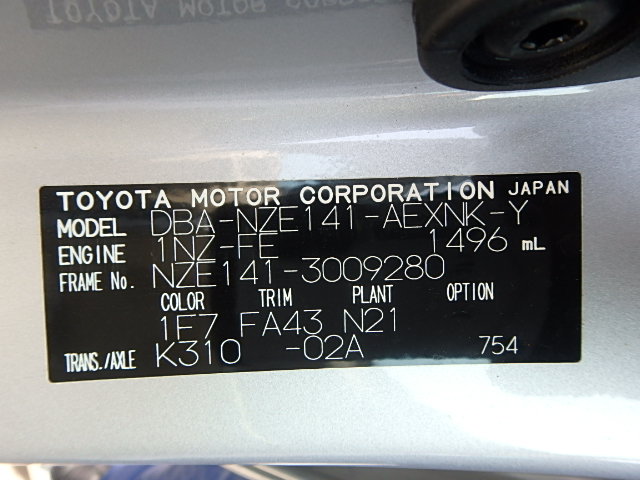 TOYOTA MOTOR CORPORATION JAPAN
MODEL DBA-NZE141-AEXNK-Y
ENGINE 1NZ-FE 1496 mL
FRAME No. NZE141-3009280
COLOR TRIM PLANT OPTION
1E7 FA43 N21
TRANS./AXLE K310 -02A 754